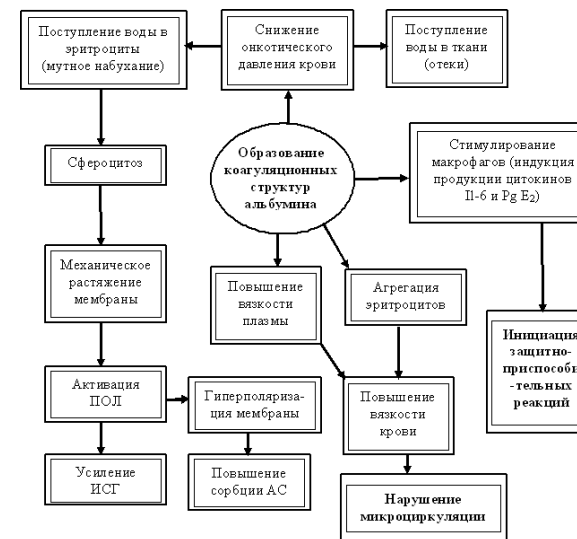 Поступление воды в
эритроциты
(мутное набухание)
Снижение
онкотического
давления крови
Поступление
воды в ткани
(отеки)
Сфероцитоз
Образование
коагуляционных
структур
альбумина
Стимулирование
макрофагов (индукция
продукции цитокинов
Il-6 и Pg E₂)
Механическое
растяжение
мембраны
Повышение
вязкости
плазмы
Агрегация
эритроцитов
Инициация
защитно-
приспособи
-тельных
реакций
Активация
ПОЛ
Гиперполяриза-
ция мембраны
Повышение
вязкости
крови
Усиление
ИСГ
Повышение
сорбции АС
Нарушение
микроциркуляции